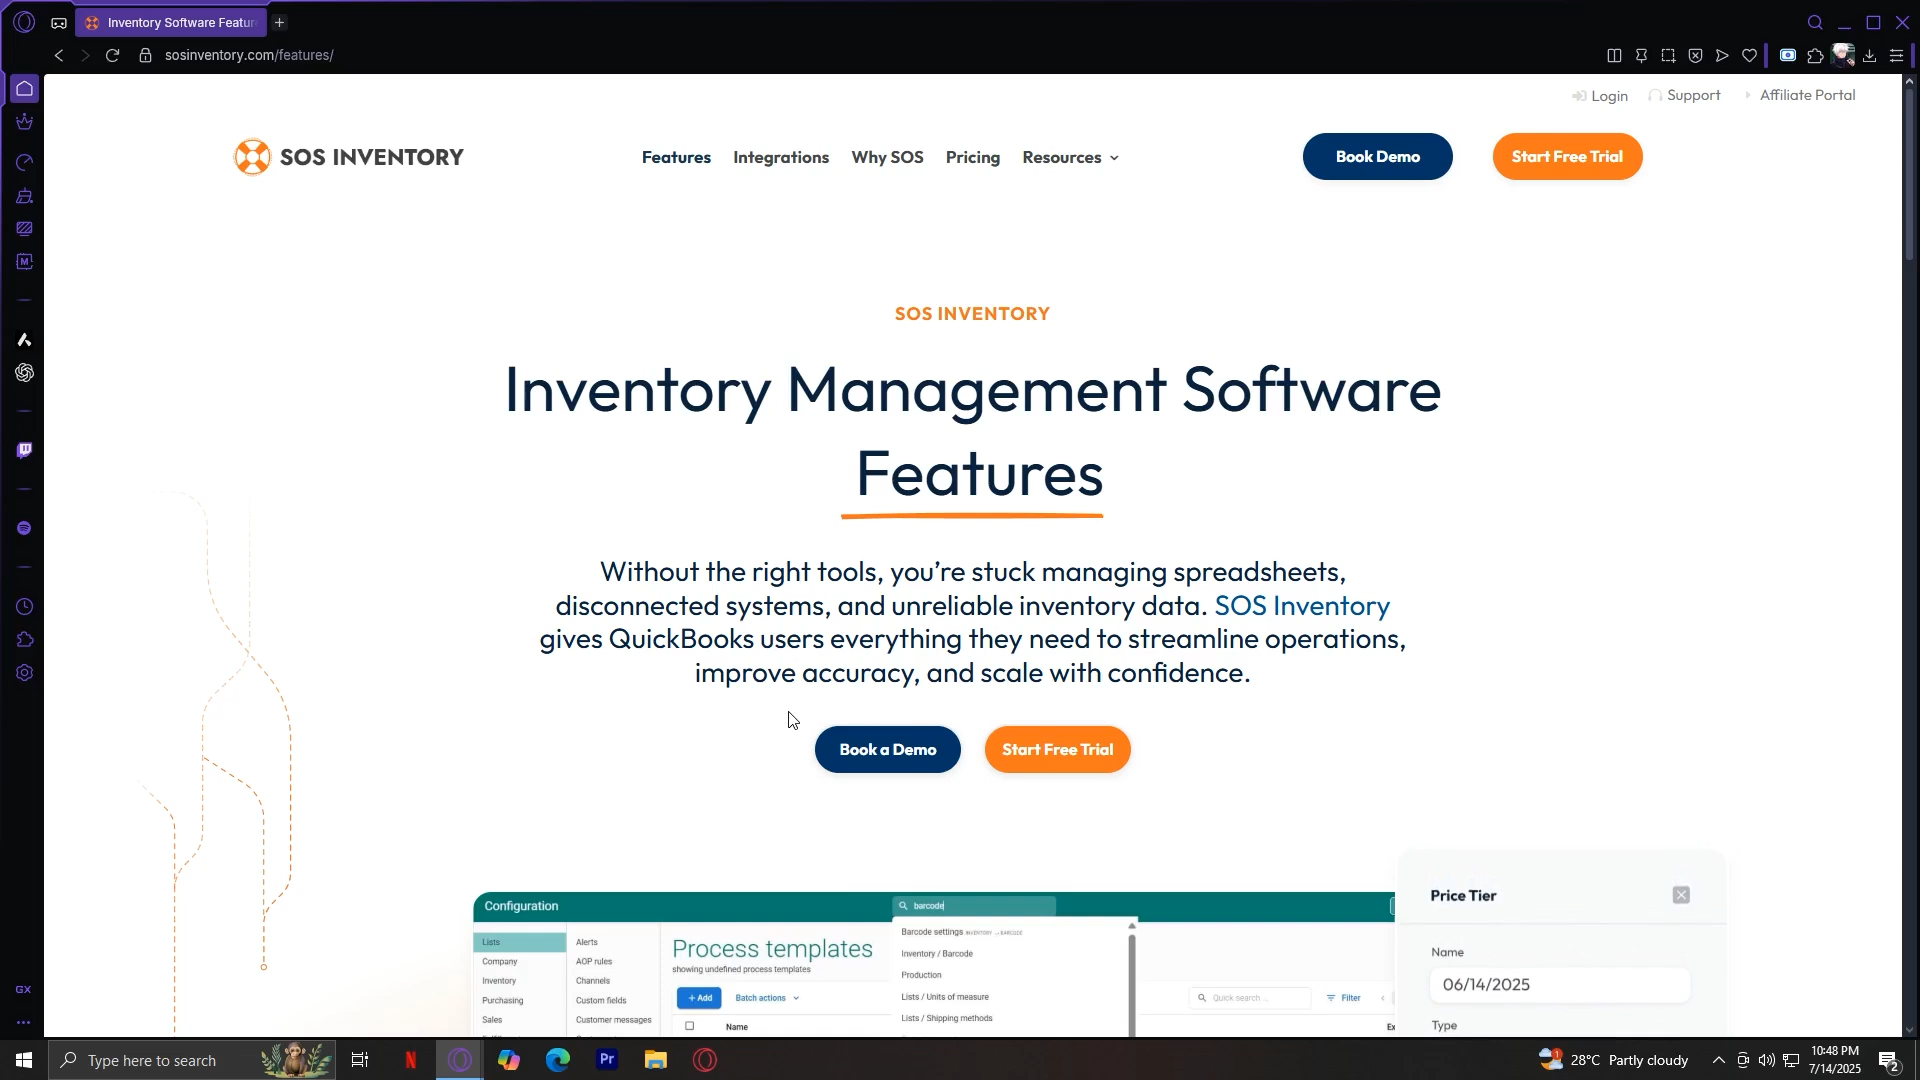 Inventory Software Featur
sosinventory.com/features/
Login
Support
Affiliate Portal
SOS INVENTORY
Features
Integrations
Why SOS
Pricing
Resources
Book Demo
Start Free Trial
SOS INVENTORY
Inventory Management Software
Features
Without the right tools, you're stuck managing spreadsheets,
disconnected systems, and unreliable inventory data. SOS Inventory
gives QuickBooks users everything they need to streamline operations,
improve accuracy, and scale with confidence.
Book a Demo
Start Free Trial
Configuration
barcode
Lists
Company
Inventory
Purchasing
Sales
Alerts
AOP rules
Channels
Custom fields
Customer messages
Process templates
showing undefined process templates
+ Add
Batch actions
Name
Barcode settings INVENTORY → BARCODE
Inventory / Barcode
Production
Lists / Units of measure
Lists / Shipping methods
Quick search ...
Filter
Ex
Price Tier
Name
06/14/2025
Type
GX
Type here to search
Pr
28°C Partly cloudy
10:48 PM
7/14/2025
2